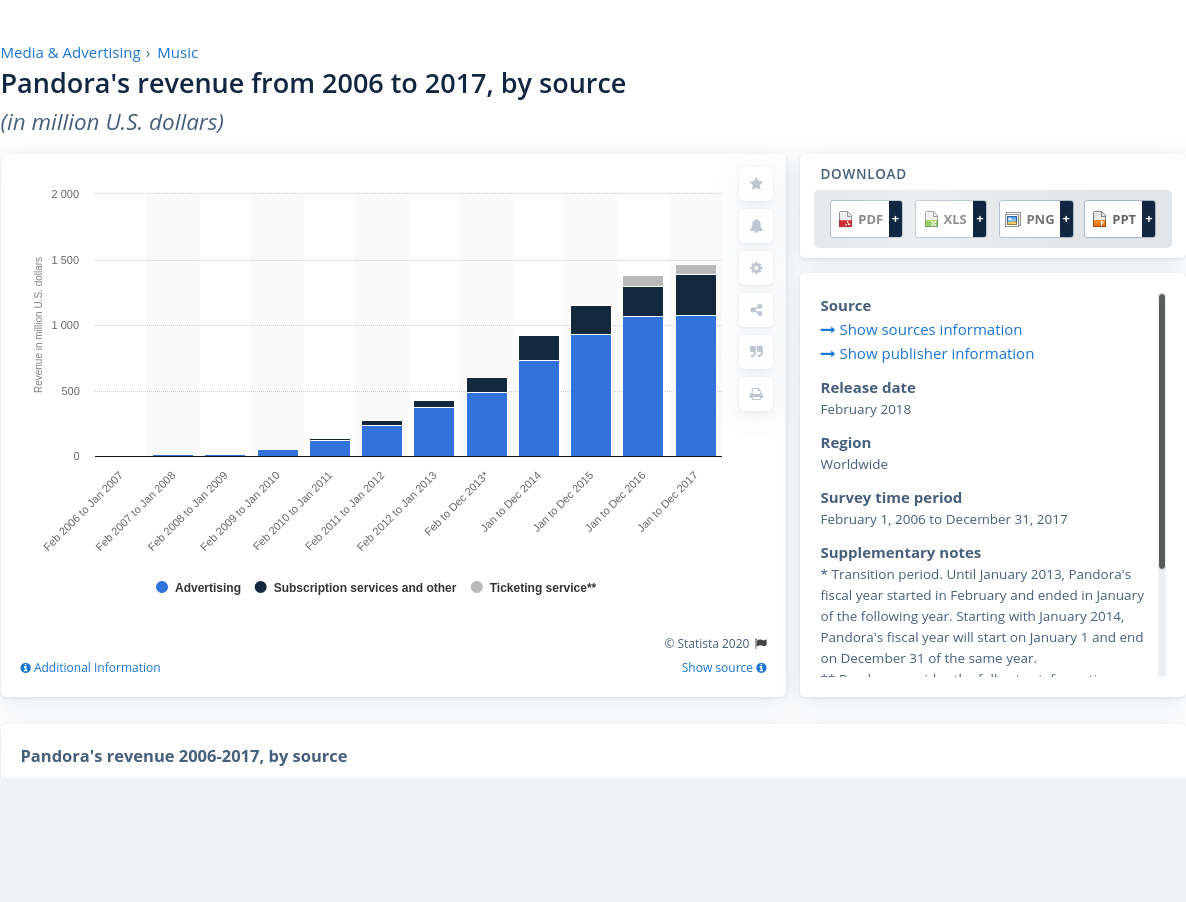 Media & Advertising › Music
Pandora's revenue from 2006 to 2017, by source
(in million U.S. dollars)
2 000
1 500
1 000
500
0
Revenue in million U.S. dollars
Feb 2006 to Jan 2007
Feb 2007 to Jan 2008
Feb 2008 to Jan 2009
Feb 2009 to Jan 2010
Feb 2010 to Jan 2011
Feb 2011 to Jan 2012
Feb 2012 to Jan 2013
Feb to Dec 2013*
Jan to Dec 2014
Jan to Dec 2015
Jan to Dec 2016
Jan to Dec 2017
Advertising Subscription services and other Ticketing service**
© Statista 2020
Additional Information Show source
DOWNLOAD
PDF + XLS + PNG + PPT +
Source
Show sources information
Show publisher information
Release date
February 2018
Region
Worldwide
Survey time period
February 1, 2006 to December 31, 2017
Supplementary notes
* Transition period. Until January 2013, Pandora's
fiscal year started in February and ended in January
of the following year. Starting with January 2014,
Pandora's fiscal year will start on January 1 and end
on December 31 of the same year.
Pandora's revenue 2006-2017, by source